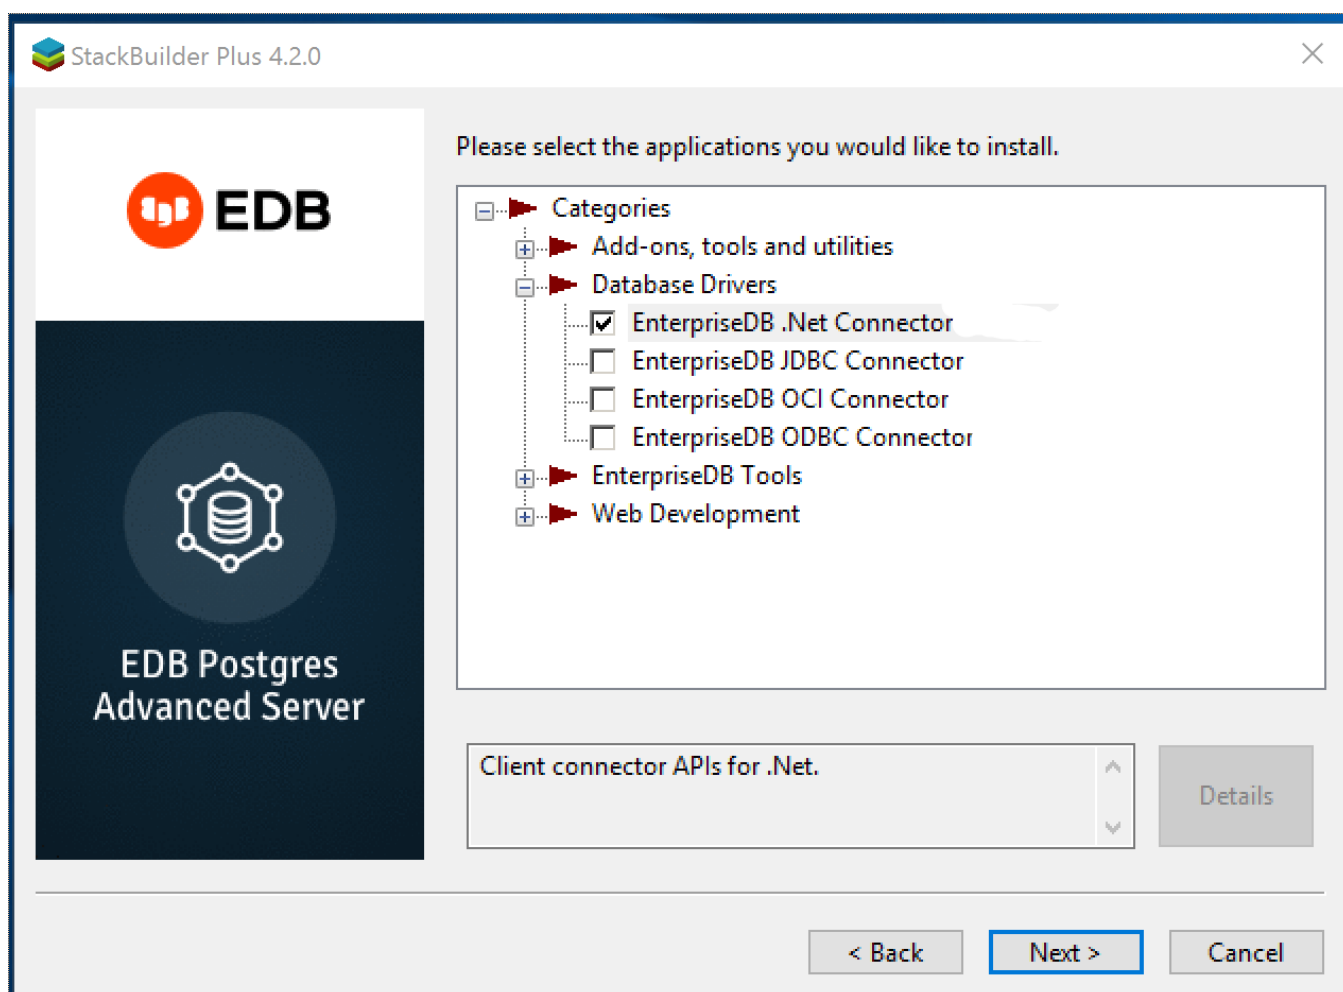 StackBuilder Plus 4.2.0
EDB
EDB Postgres
Advanced Server
Please select the applications you would like to install.
Categories
Add-ons, tools and utilities
Database Drivers
EnterpriseDB .Net Connector
EnterpriseDB JDBC Connector
EnterpriseDB OCI Connector
EnterpriseDB ODBC Connector
EnterpriseDB Tools
Web Development
Client connector APIs for .Net.
Details
< Back
Next >
Cancel